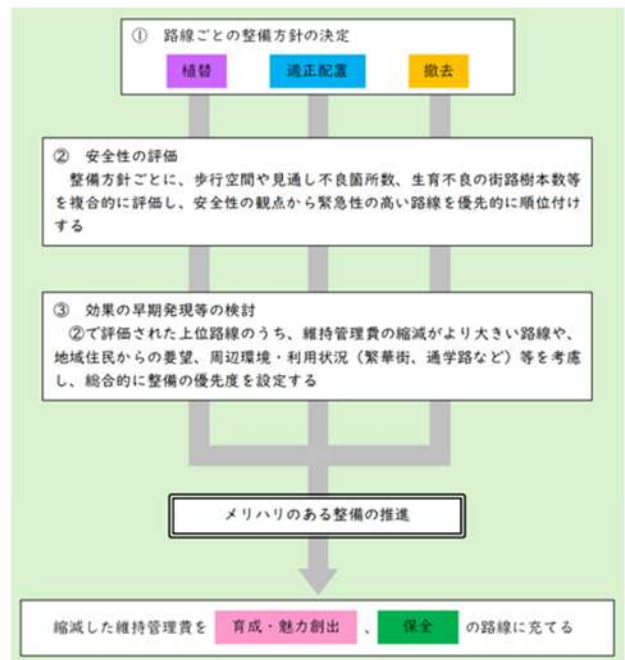 ① 路線ごとの整備方針の決定
植替 適正配置 撤去
② 安全性の評価
整備方針ごとに、歩行空間や見通し不良箇所数、生育不良の街路樹本数等
を複合的に評価し、安全性の観点から緊急性の高い路線を優先的に順位付け
する
③ 効果の早期発現等の検討
②で評価された上位路線のうち、維持管理費の縮減がより大きい路線や、
地域住民からの要望、周辺環境・利用状況（繁華街、通学路など）等を考慮
し、総合的に整備の優先度を設定する
メリハリのある整備の推進
縮減した維持管理費を 育成・魅力創出 、 保全 の路線に充てる